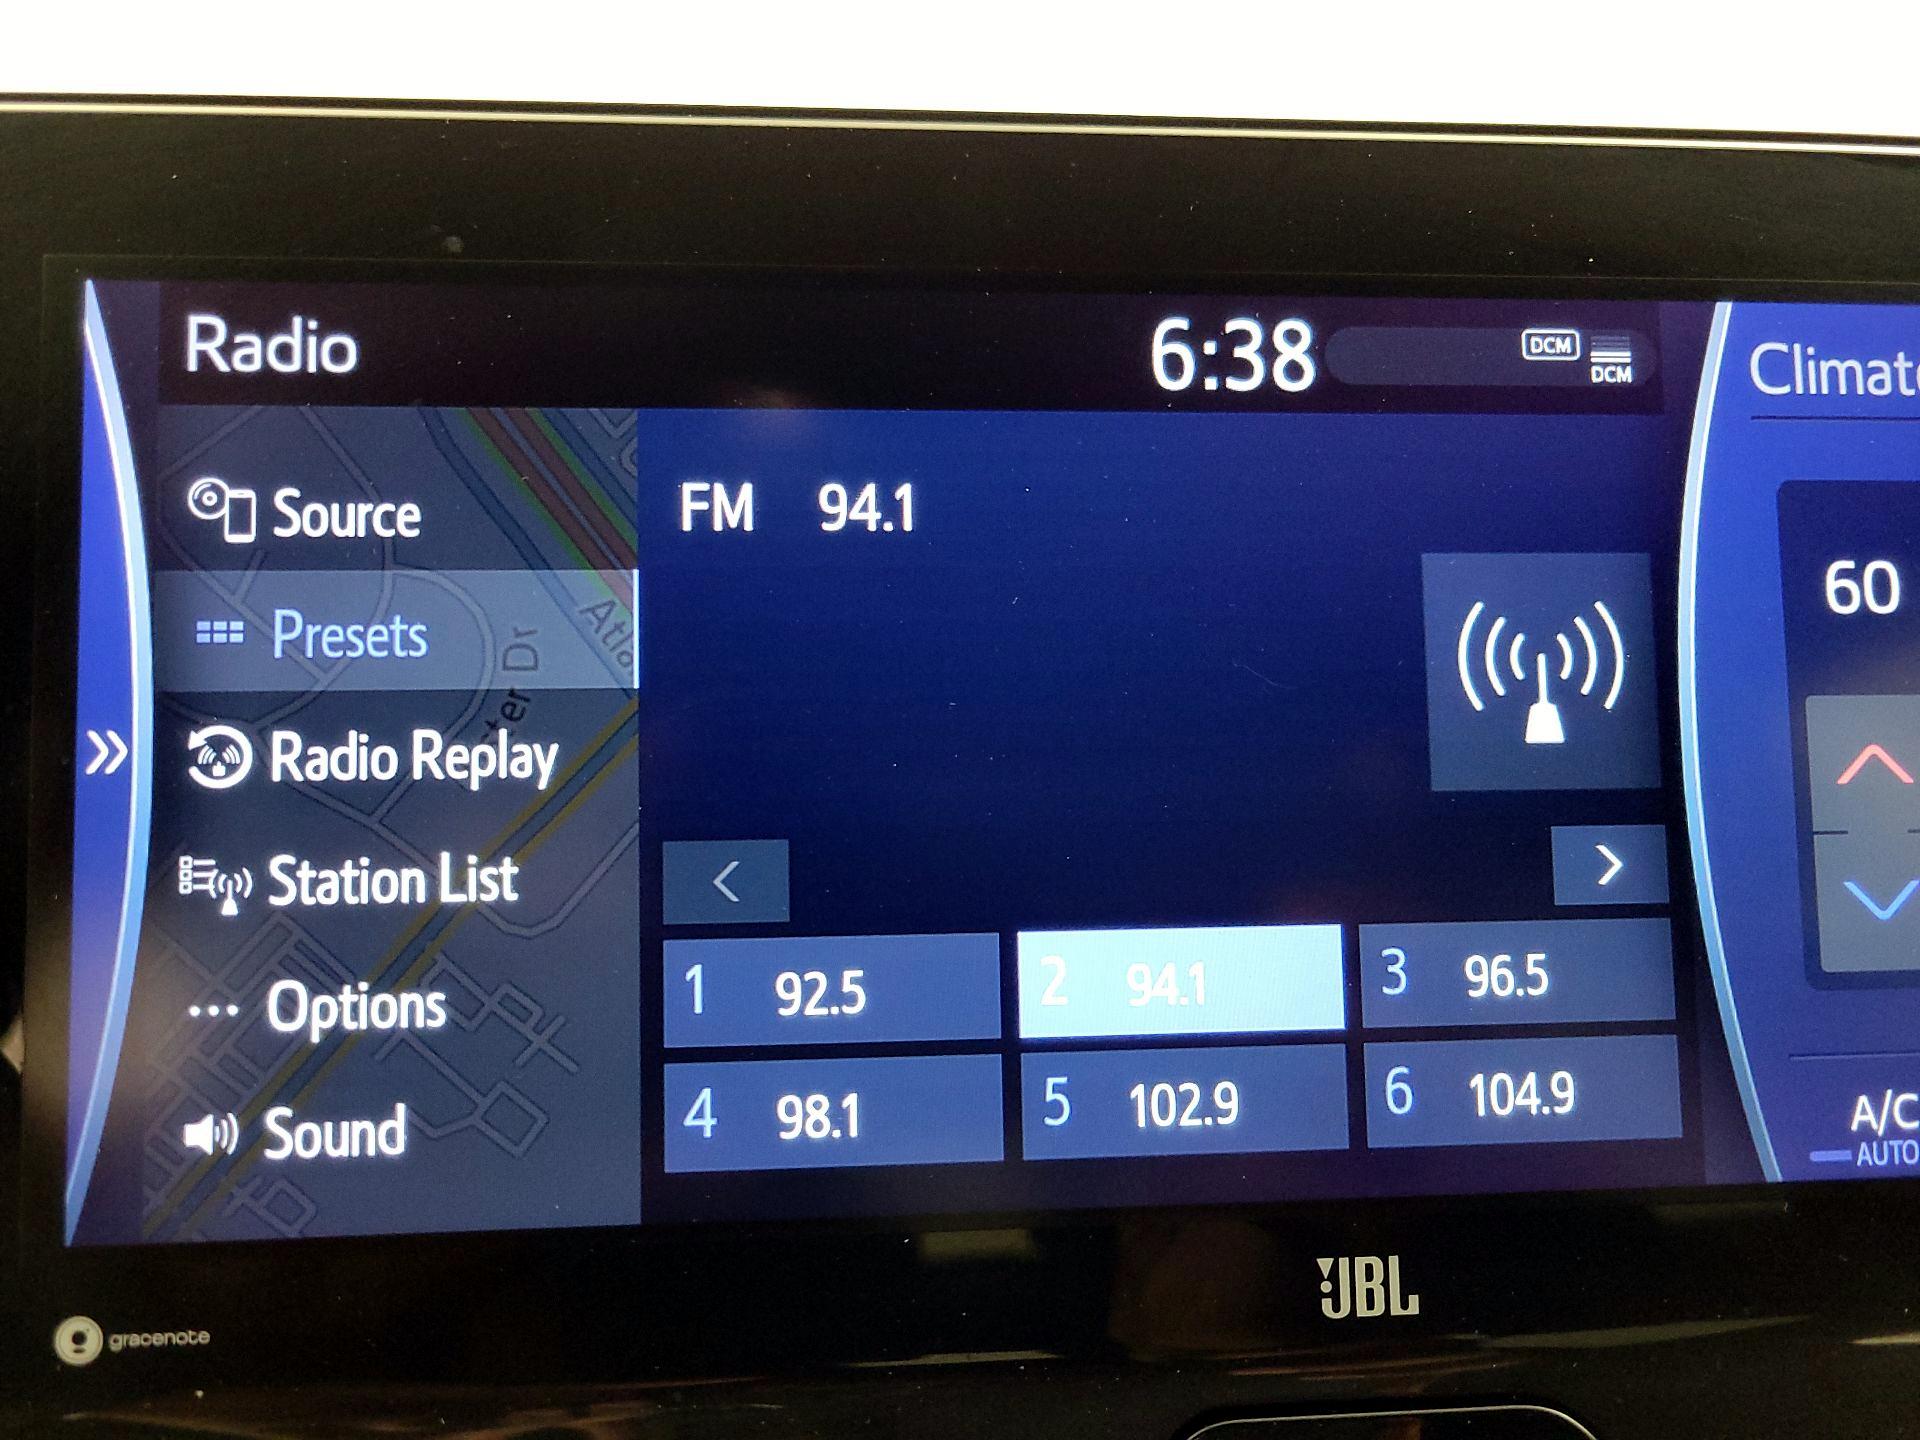 Radio
6:38
DCM
DCM
Climat
Source
Presets
Radio Replay
Station List
Options
Sound
Dr
FM 94.1
1 92.5
2 94.1
3 96.5
4 98.1
5 102.9
6 104.9
60
A/C
AUTO
JBL
gracenote